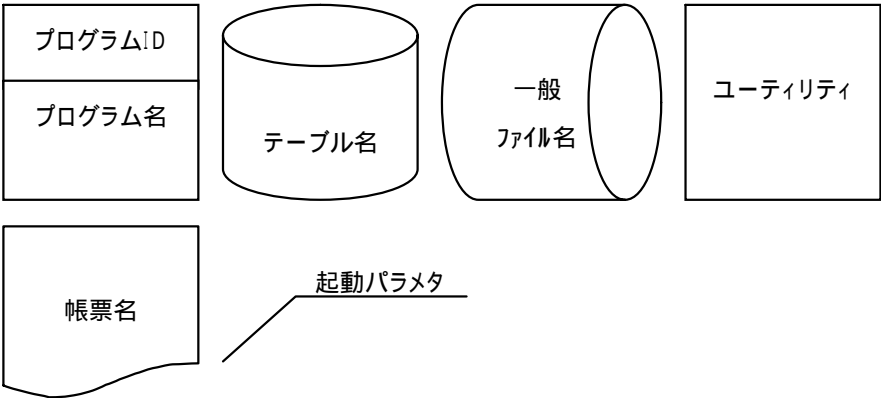 プログラムID
プログラム名
テーブル名
一般
ファイル名
ユーティリティ
帳票名
起動パラメタ